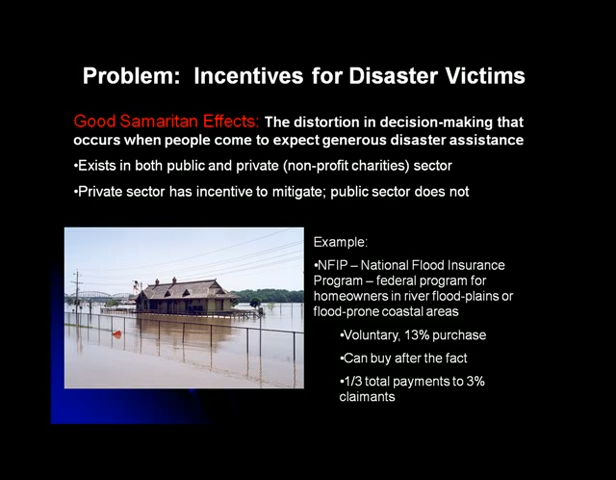 Problem: Incentives for Disaster Victims
Good Samaritan Effects: The distortion in decision-making that
occurs when people come to expect generous disaster assistance
•Exists in both public and private (non-profit charities) sector
•Private sector has incentive to mitigate; public sector does not
Example:
•NFIP – National Flood Insurance
Program – federal program for
homeowners in river flood-plains or
flood-prone coastal areas
•Voluntary, 13% purchase
•Can buy after the fact
•1/3 total payments to 3%
claimants